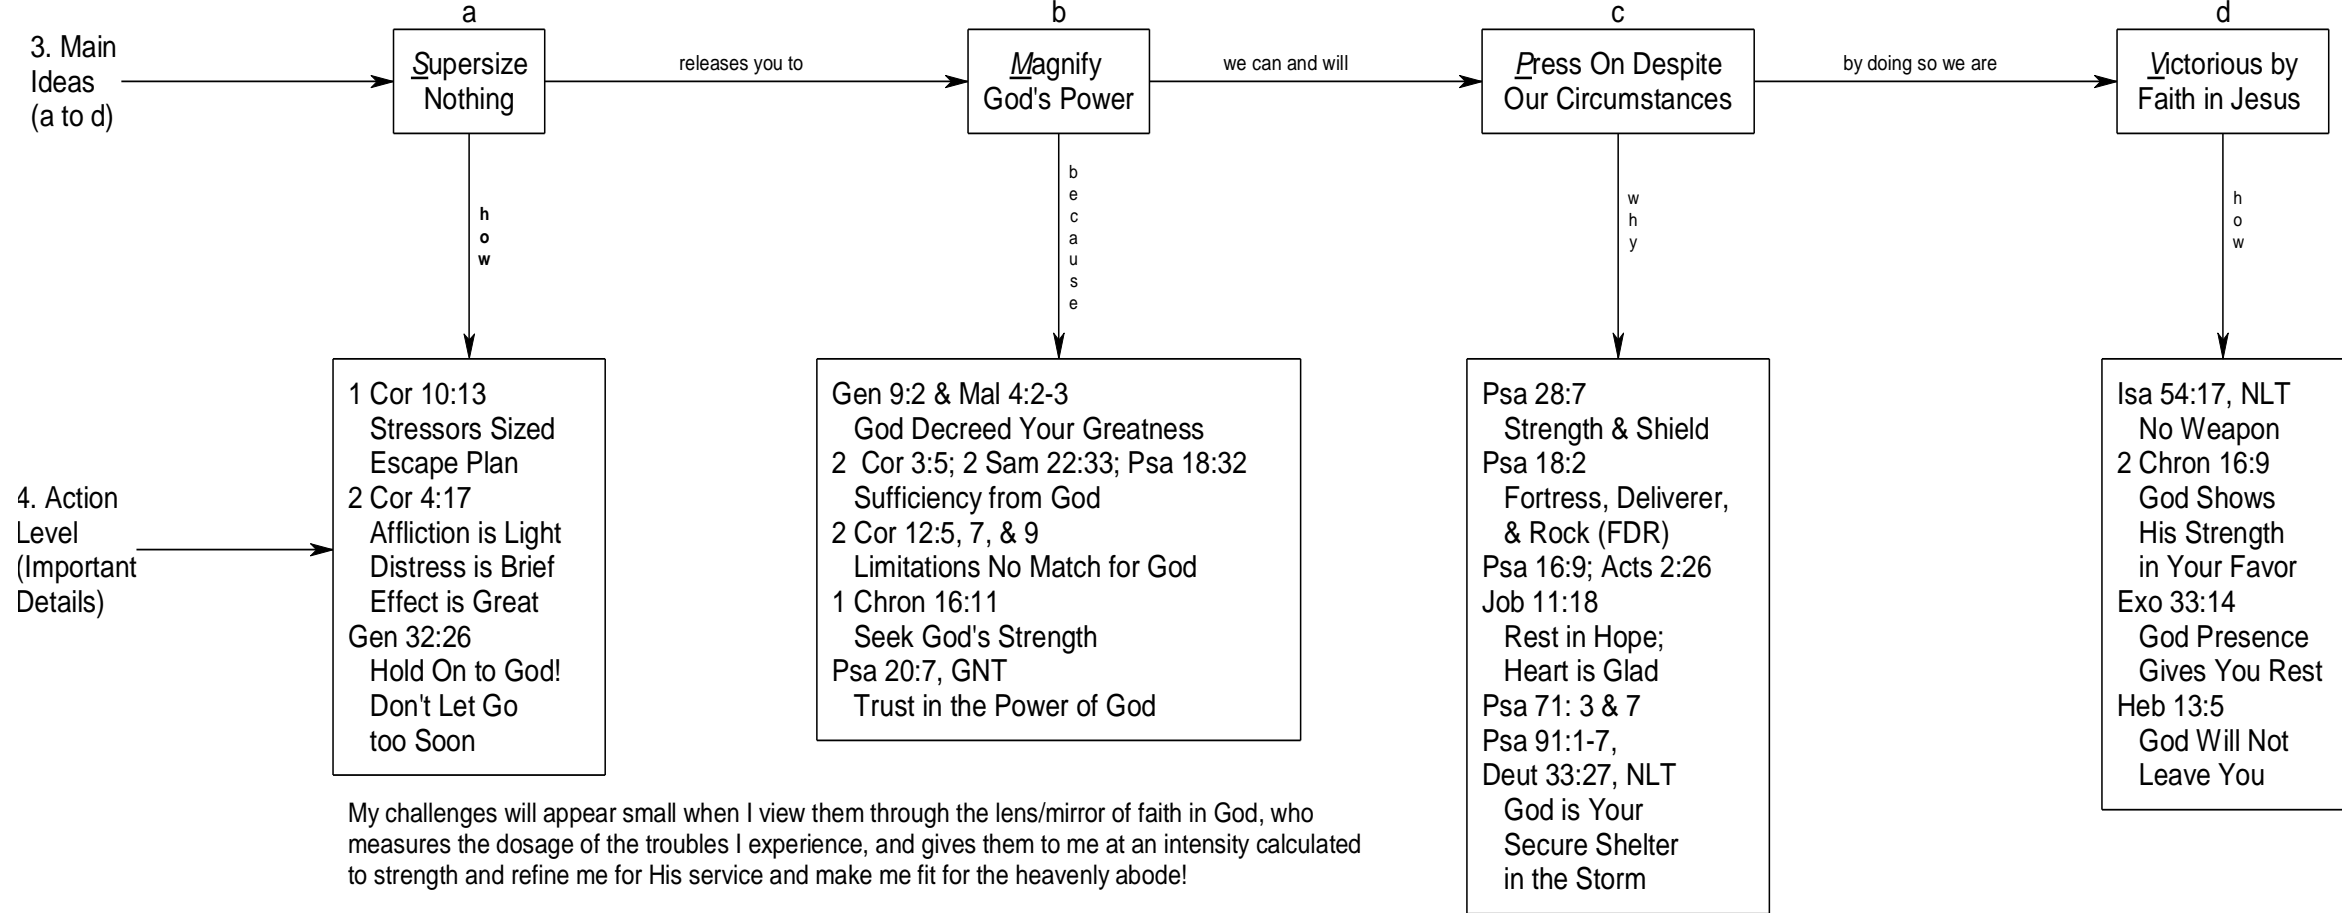 a
b
c
d
3. Main
Ideas
(a to d)
Supersize
Nothing
releases you to
Magnify
God's Power
we can and will
Press On Despite
Our Circumstances
by doing so we are
Victorious by
Faith in Jesus
how
because
why
how
4. Action
Level
(Important
Details)
1 Cor 10:13
Stressors Sized
Escape Plan
2 Cor 4:17
Affliction is Light
Distress is Brief
Effect is Great
Gen 32:26
Hold On to God!
Don't Let Go
too Soon
Gen 9:2 & Mal 4:2-3
God Decreed Your Greatness
2  Cor 3:5; 2 Sam 22:33; Psa 18:32
Sufficiency from God
2 Cor 12:5, 7, & 9
Limitations No Match for God
1 Chron 16:11
Seek God's Strength
Psa 20:7, GNT
Trust in the Power of God
Psa 28:7
Strength & Shield
Psa 18:2
Fortress, Deliverer,
& Rock (FDR)
Psa 16:9; Acts 2:26
Job 11:18
Rest in Hope;
Heart is Glad
Psa 71: 3 & 7
Psa 91:1-7,
Deut 33:27, NLT
God is Your
Secure Shelter
in the Storm
Isa 54:17, NLT
No Weapon
2 Chron 16:9
God Shows
His Strength
in Your Favor
Exo 33:14
God Presence
Gives You Rest
Heb 13:5
God Will Not
Leave You
My challenges will appear small when I view them through the lens/mirror of faith in God, who
measures the dosage of the troubles I experience, and gives them to me at an intensity calculated
to strength and refine me for His service and make me fit for the heavenly abode!